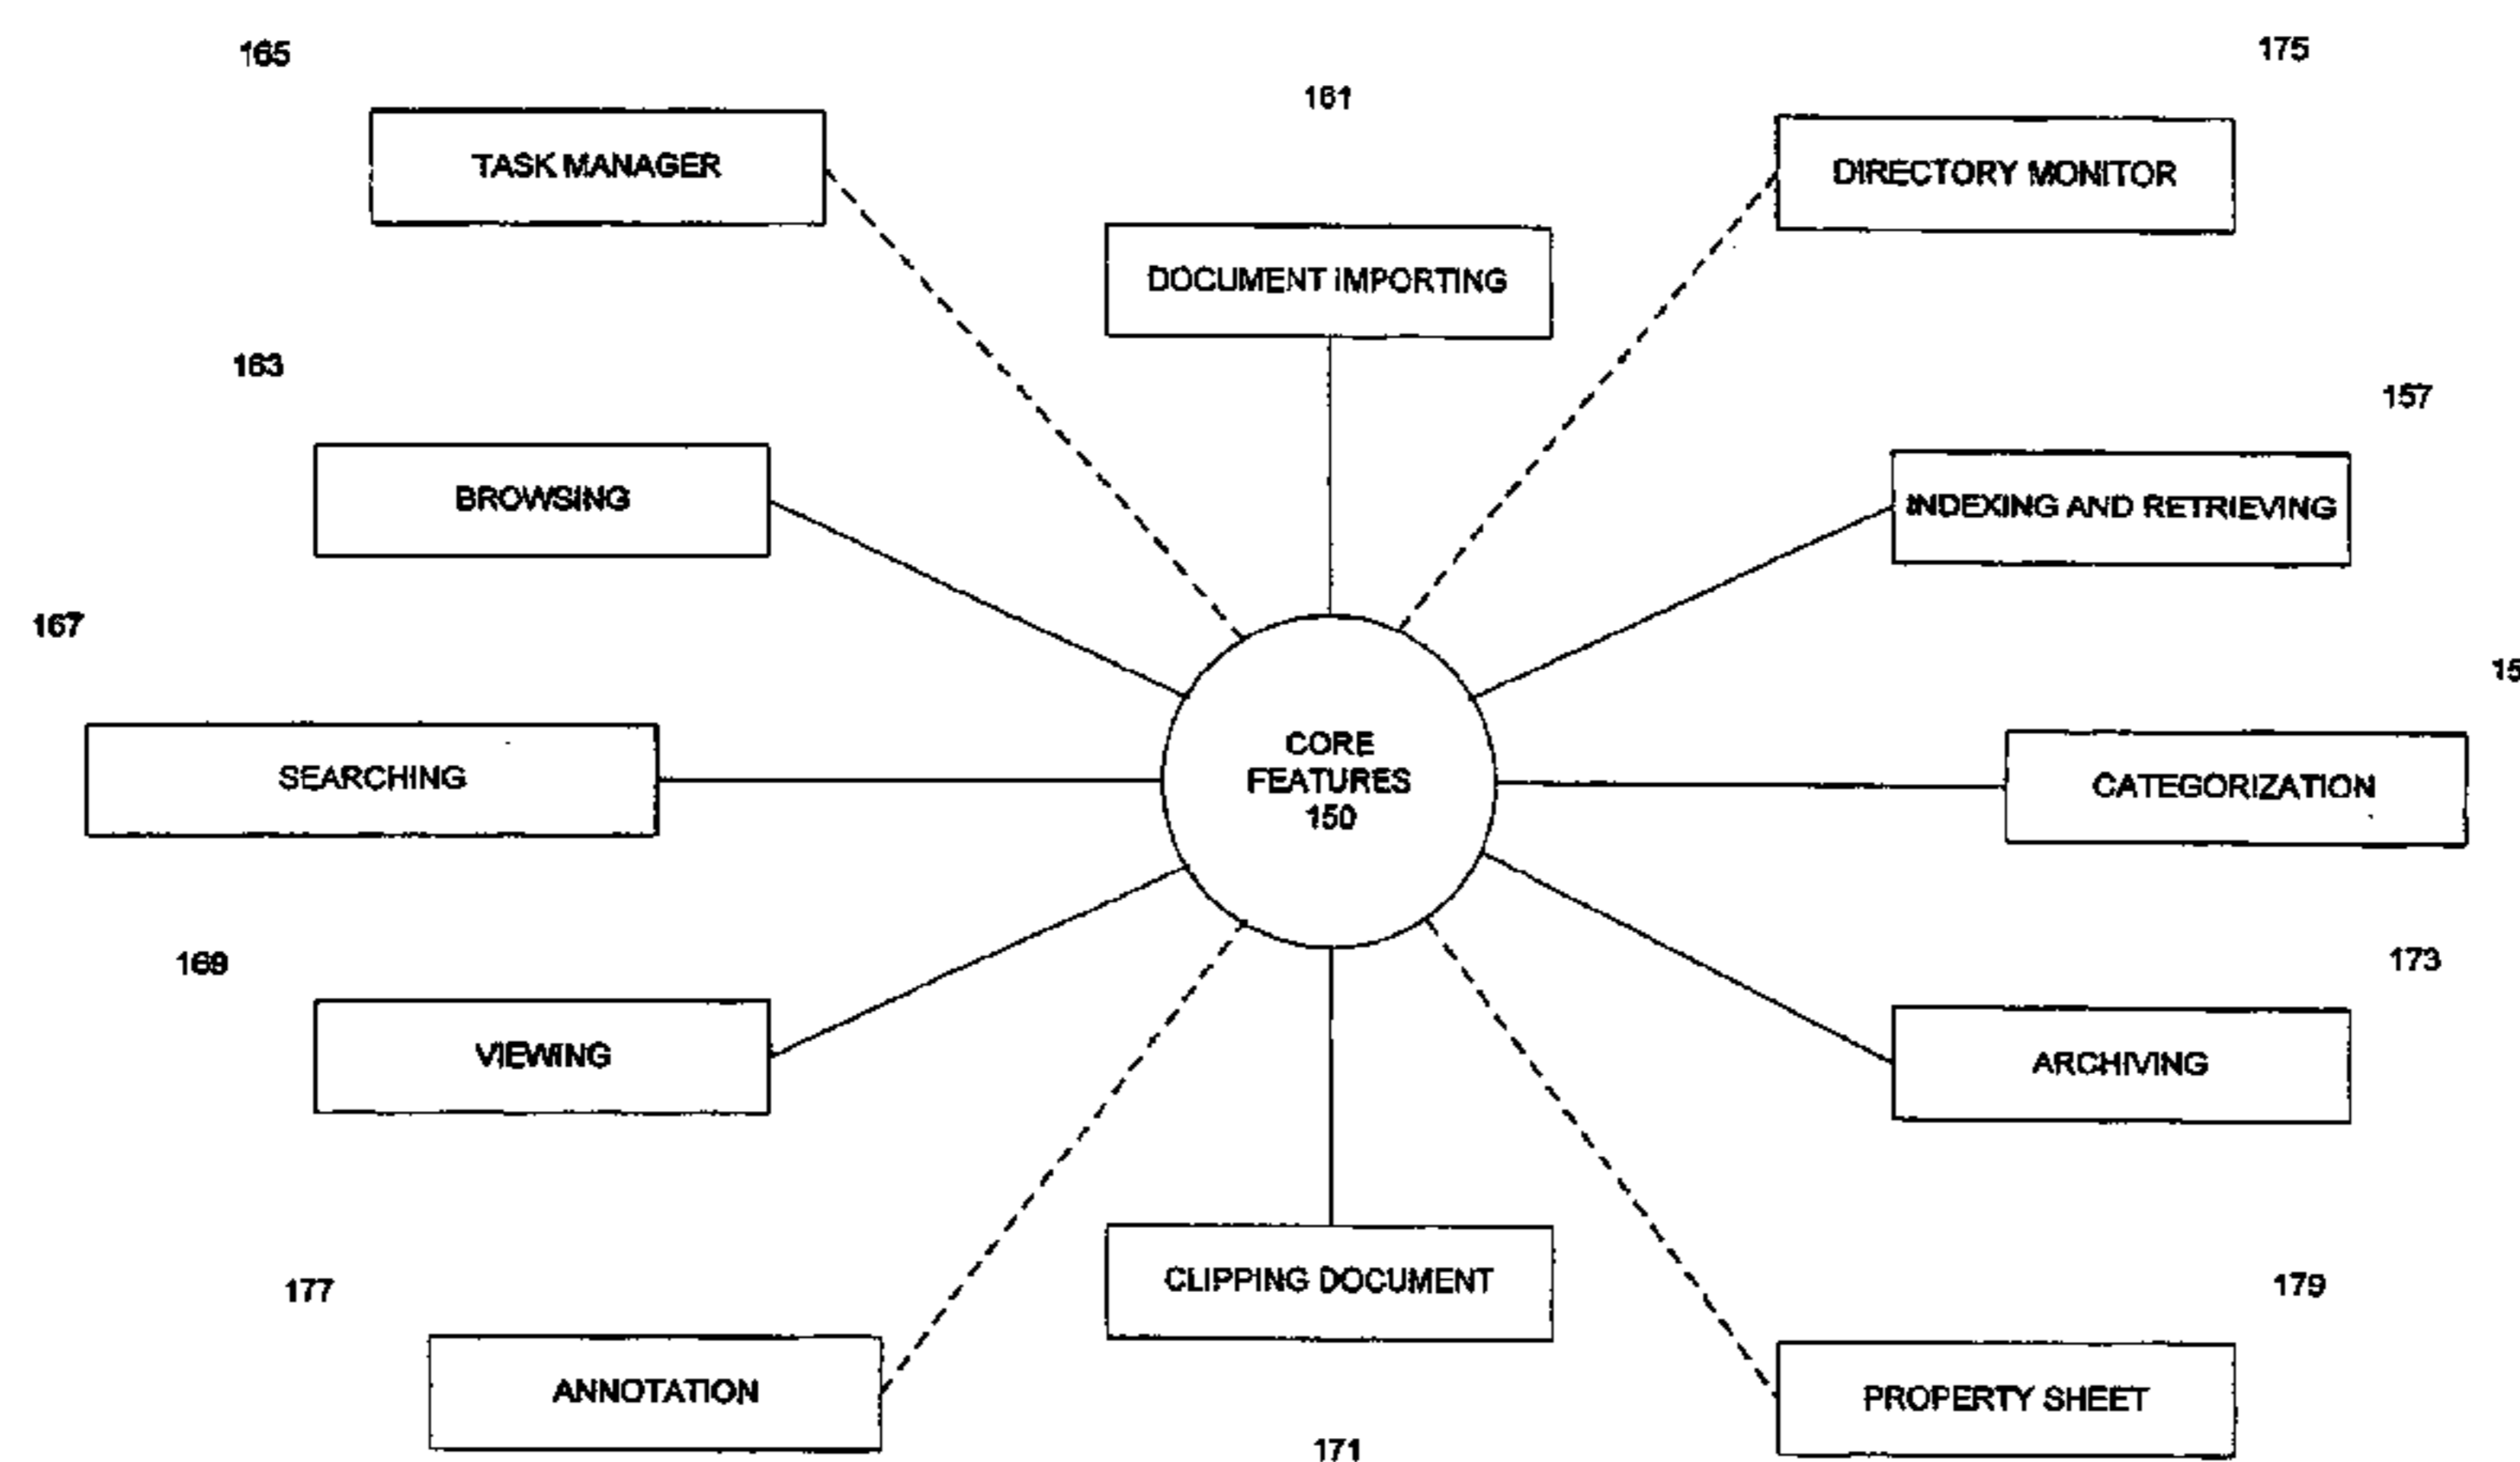 165
175
161
TASK MANAGER
DIRECTORY MONITOR
DOCUMENT IMPORTING
163
157
BROWSING
INDEXING AND RETRIEVING
167
SEARCHING
CORE
FEATURES
150
CATEGORIZATION
169
173
VIEWING
ARCHIVING
177
CLIPPING DOCUMENT
179
ANNOTATION
PROPERTY SHEET
171